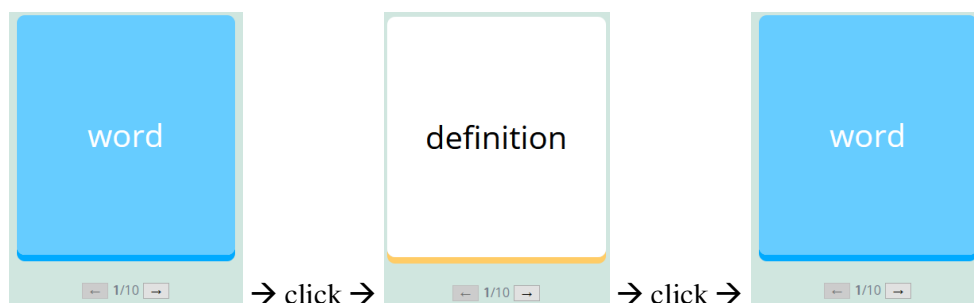 word
definition
word
← 1/10 →
→ click →
← 1/10 →
→ click →
← 1/10 →